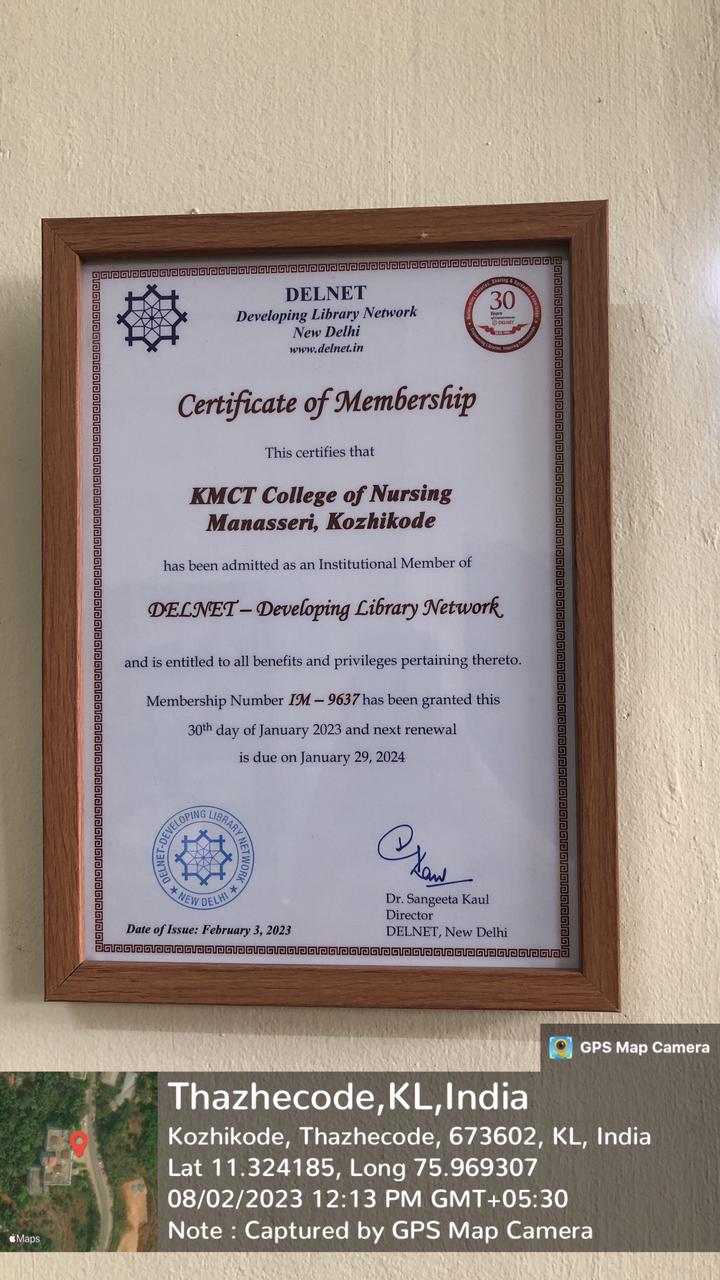 DELNET
Developing Library Network
New Delhi
www.delnet.in
30
Years
DELNET
Certificate of Membership
This certifies that
KMCT College of Nursing
Manasseri, Kozhikode
has been admitted as an Institutional Member of
DELNET – Developing Library Network
and is entitled to all benefits and privileges pertaining thereto.
Membership Number IM – 9637 has been granted this
30th day of January 2023 and next renewal
is due on January 29, 2024
DELNET-DEVELOPING LIBRARY NETWORK
★ NEW DELHI ★
Dr. Sangeeta Kaul
Director
DELNET, New Delhi
Date of Issue: February 3, 2023
GPS Map Camera
Thazhecode,KL,India
Kozhikode, Thazhecode, 673602, KL, India
Lat 11.324185, Long 75.969307
08/02/2023 12:13 PM GMT+05:30
Note : Captured by GPS Map Camera
Maps